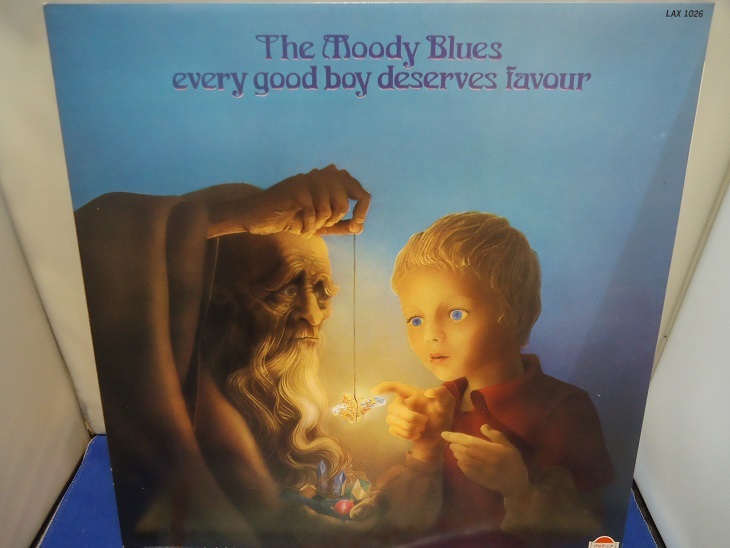 LAX 1026
The Moody Blues
every good boy deserves favour